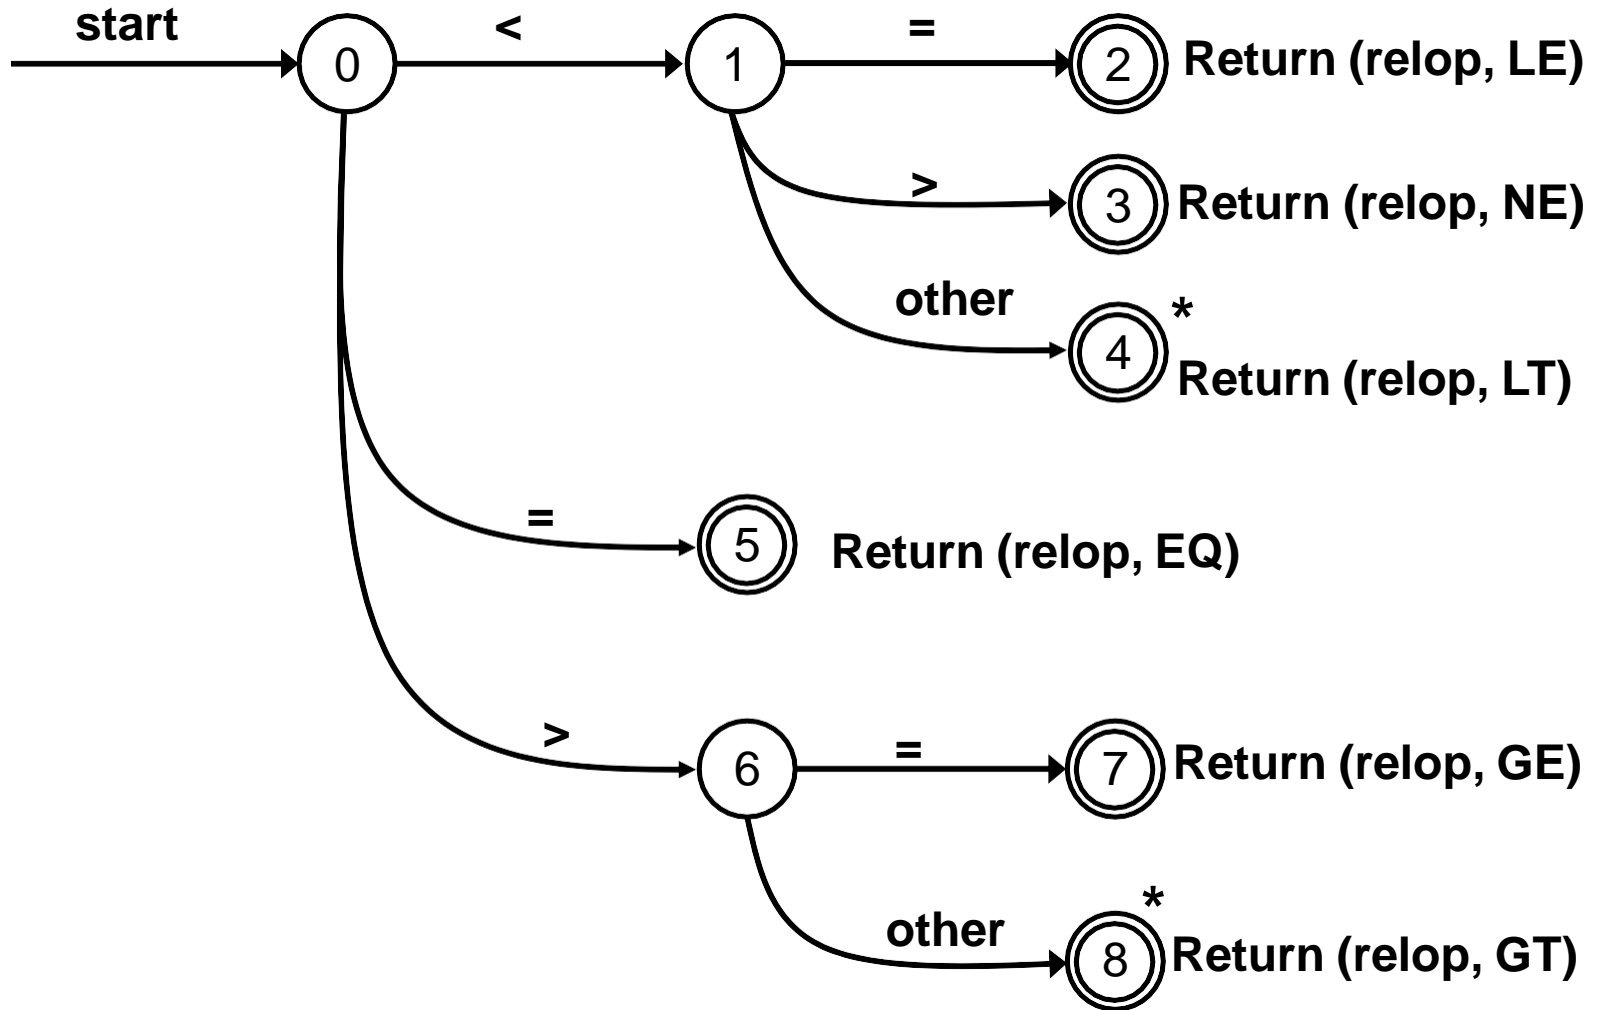 start < =
0 1 2 Return (relop, LE)
> 3 Return (relop, NE)
other *
4 Return (relop, LT)
= 5 Return (relop, EQ)
> 6 = 7 Return (relop, GE)
*
other 8 Return (relop, GT)